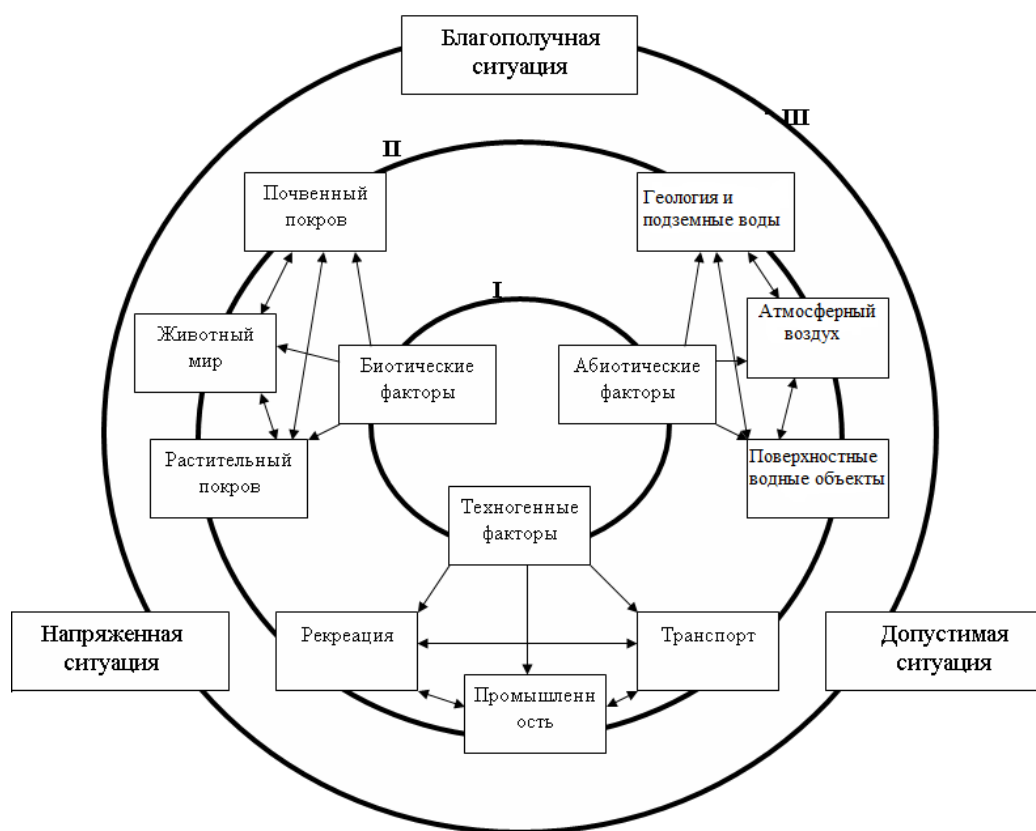 Благополучная
ситуация
III
II
Почвенный
покров
Геология и
подземные воды
I
Животный
мир
Биотические
факторы
Абиотические
факторы
Атмосферный
воздух
Растительный
покров
Поверхностные
водные объекты
Техногенные
факторы
Напряженная
ситуация
Рекреация
Транспорт
Допустимая
ситуация
Промышленн
ость